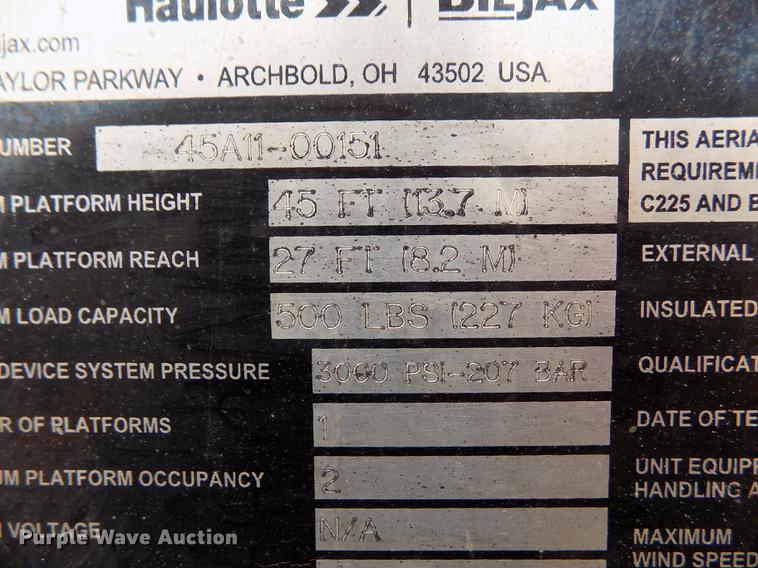 Haulotte | BILJAX
ljax.com
AYLOR PARKWAY • ARCHBOLD, OH 43502 USA
UMBER 45A11-00151
M PLATFORM HEIGHT 45 FT (13.7 M)
M PLATFORM REACH 27 FT (8.2 M)
M LOAD CAPACITY 500 LBS (227 KG)
DEVICE SYSTEM PRESSURE 3000 PSI-207 BAR
R OF PLATFORMS 1
UM PLATFORM OCCUPANCY 2
VOLTAGE N/A
THIS AERIA
REQUIREME
C225 AND B
EXTERNAL
INSULATED
QUALIFICAT
DATE OF TE
UNIT EQUIPP
HANDLING A
MAXIMUM
WIND SPEED
Purple Wave Auction